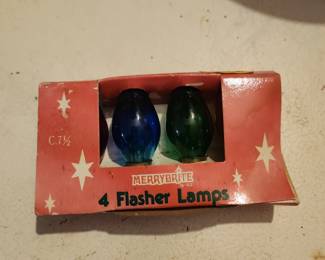 C.7½
MERRYBRITE
4 Flasher Lamps